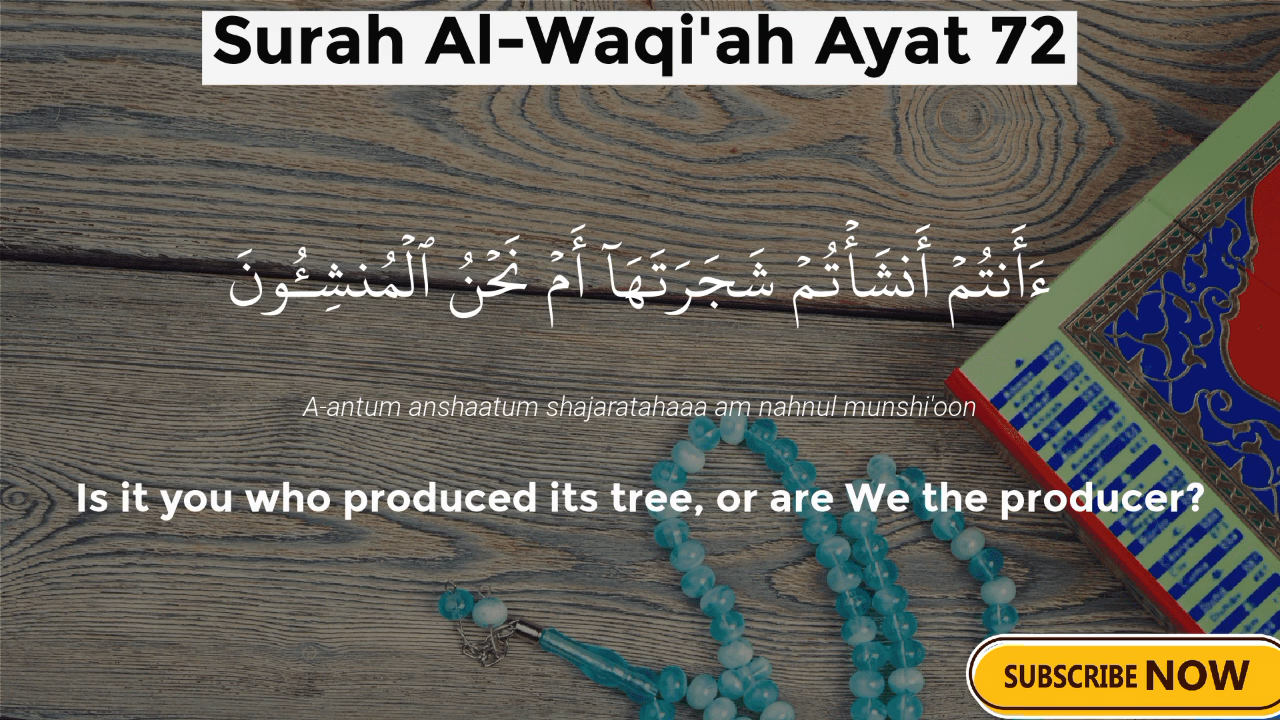 Surah Al-Waqi'ah Ayat 72
ءَأَنتُمْ أَنشَأْتُمْ شَجَرَتَهَآ أَمْ نَحْنُ ٱلْمُنشِـُٔونَ
A-antum anshaatum shajaratahaaa am nahnul munshi'oon
Is it you who produced its tree, or are We the producer?
SUBSCRIBE NOW